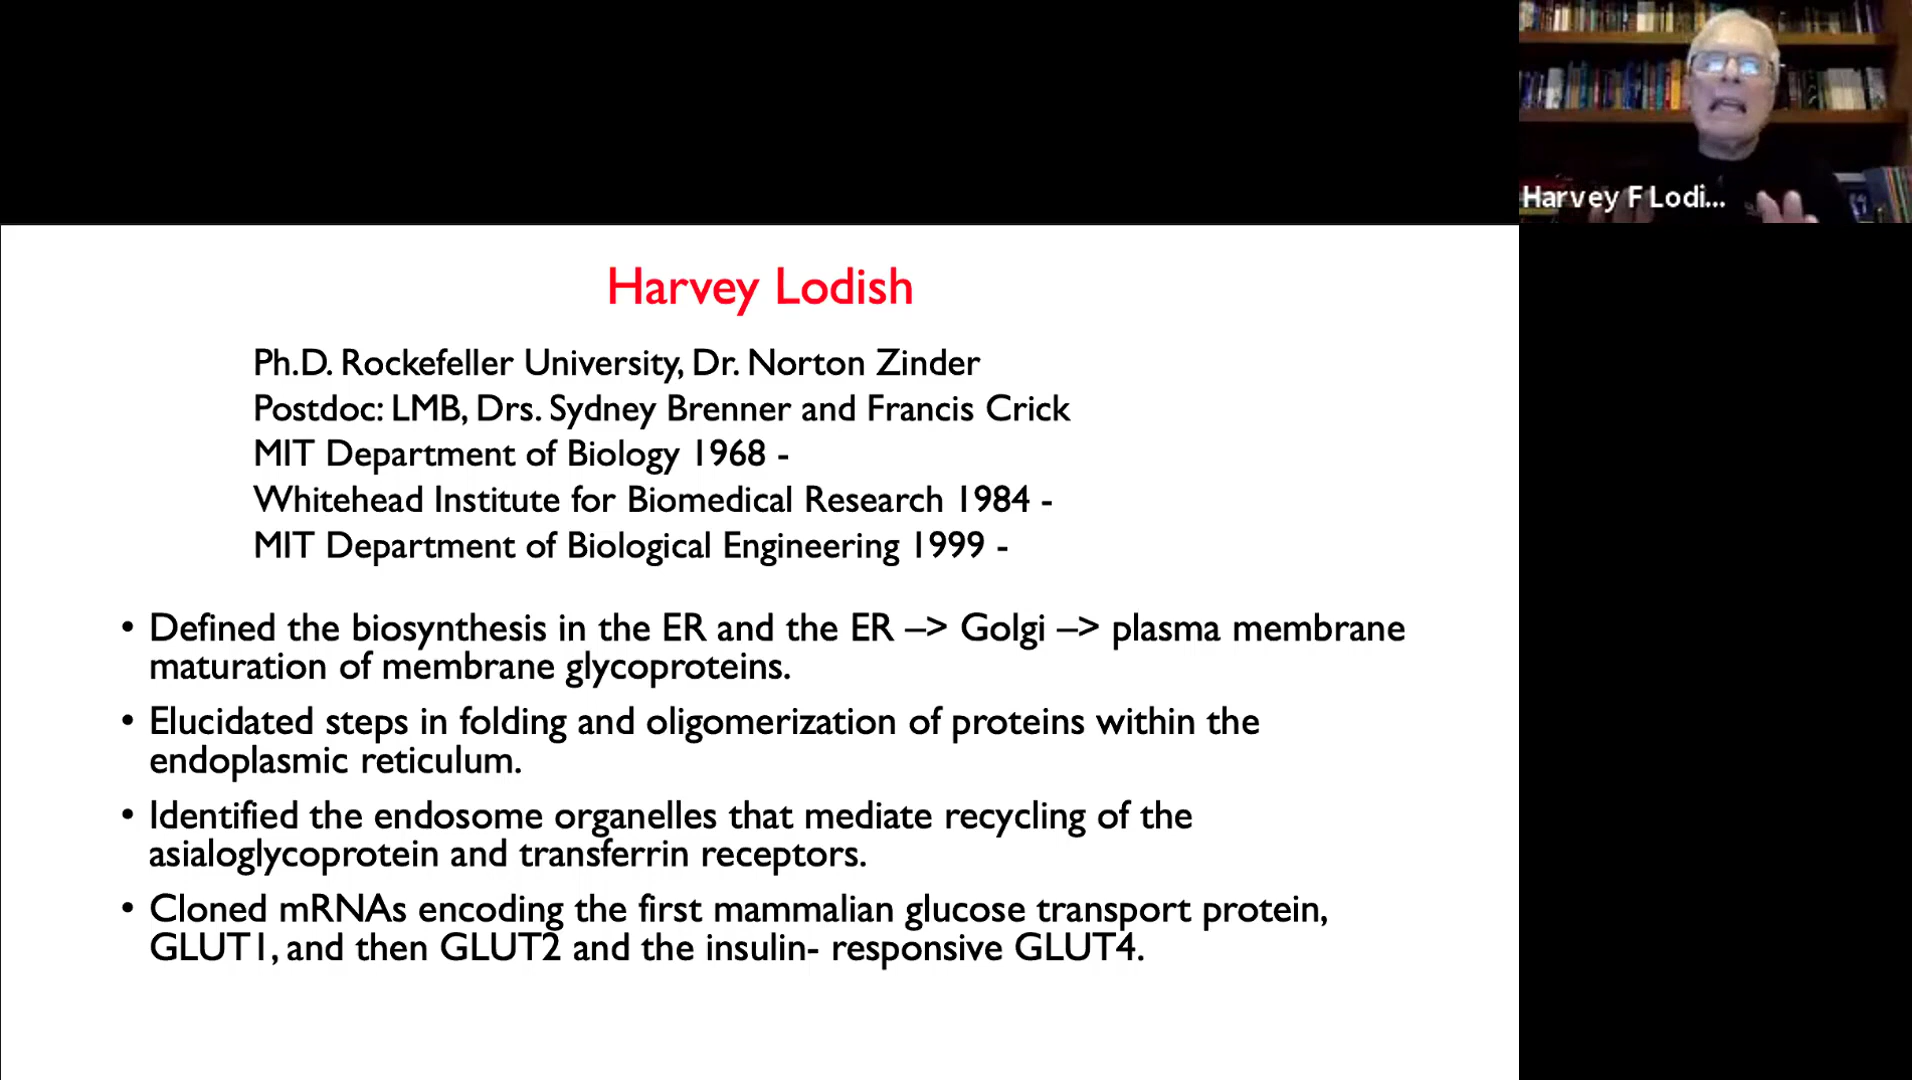 Harvey F Lodi...
Harvey Lodish
Ph.D. Rockefeller University, Dr. Norton Zinder
Postdoc: LMB, Drs. Sydney Brenner and Francis Crick
MIT Department of Biology 1968 -
Whitehead Institute for Biomedical Research 1984 -
MIT Department of Biological Engineering 1999 -
• Defined the biosynthesis in the ER and the ER –> Golgi –> plasma membrane
maturation of membrane glycoproteins.
• Elucidated steps in folding and oligomerization of proteins within the
endoplasmic reticulum.
• Identified the endosome organelles that mediate recycling of the
asialoglycoprotein and transferrin receptors.
• Cloned mRNAs encoding the first mammalian glucose transport protein,
GLUT1, and then GLUT2 and the insulin- responsive GLUT4.